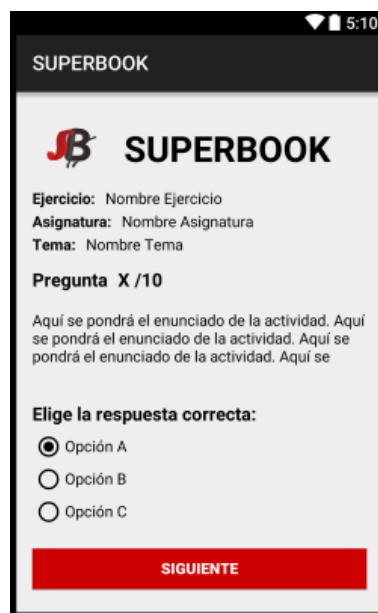 5:10
SUPERBOOK
SB SUPERBOOK
Ejercicio: Nombre Ejercicio
Asignatura: Nombre Asignatura
Tema: Nombre Tema
Pregunta X /10
Aquí se pondrá el enunciado de la actividad. Aquí
se pondrá el enunciado de la actividad. Aquí se
pondrá el enunciado de la actividad. Aquí se
Elige la respuesta correcta:
Opción A
Opción B
Opción C
SIGUIENTE